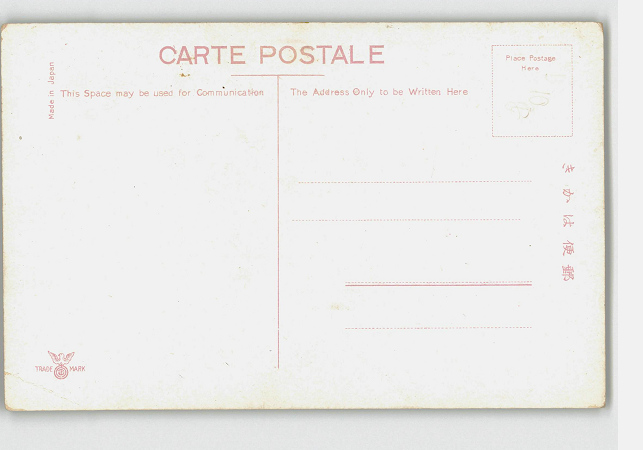 CARTE POSTALE
Place Postage
Here
Made in Japan
This Space may be used for Communication
The Address Only to be Written Here
郵便はかき
TRADE MARK